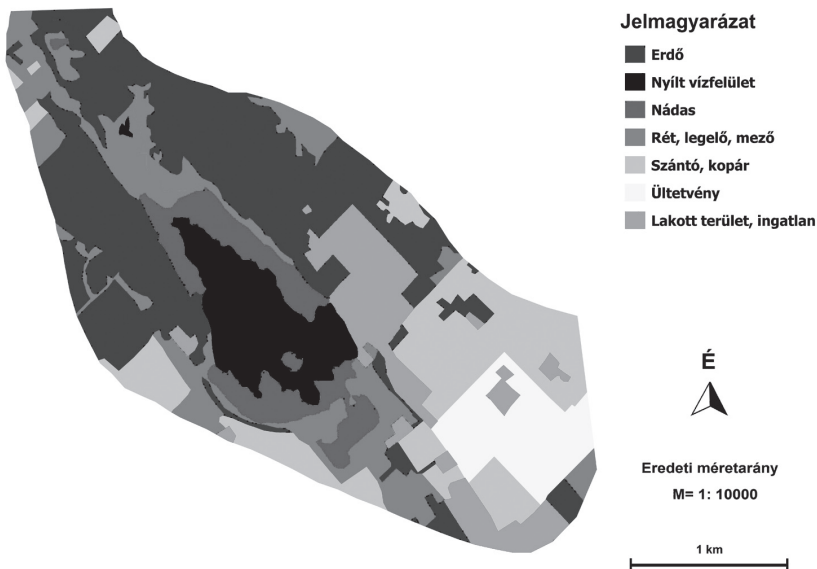 Jelmagyarázat
Erdő
Nyílt vízfelület
Nádas
Rét, legelő, mező
Szántó, kopár
Ültetvény
Lakott terület, ingatlan
É
Eredeti méretarány
M= 1: 10000
1 km